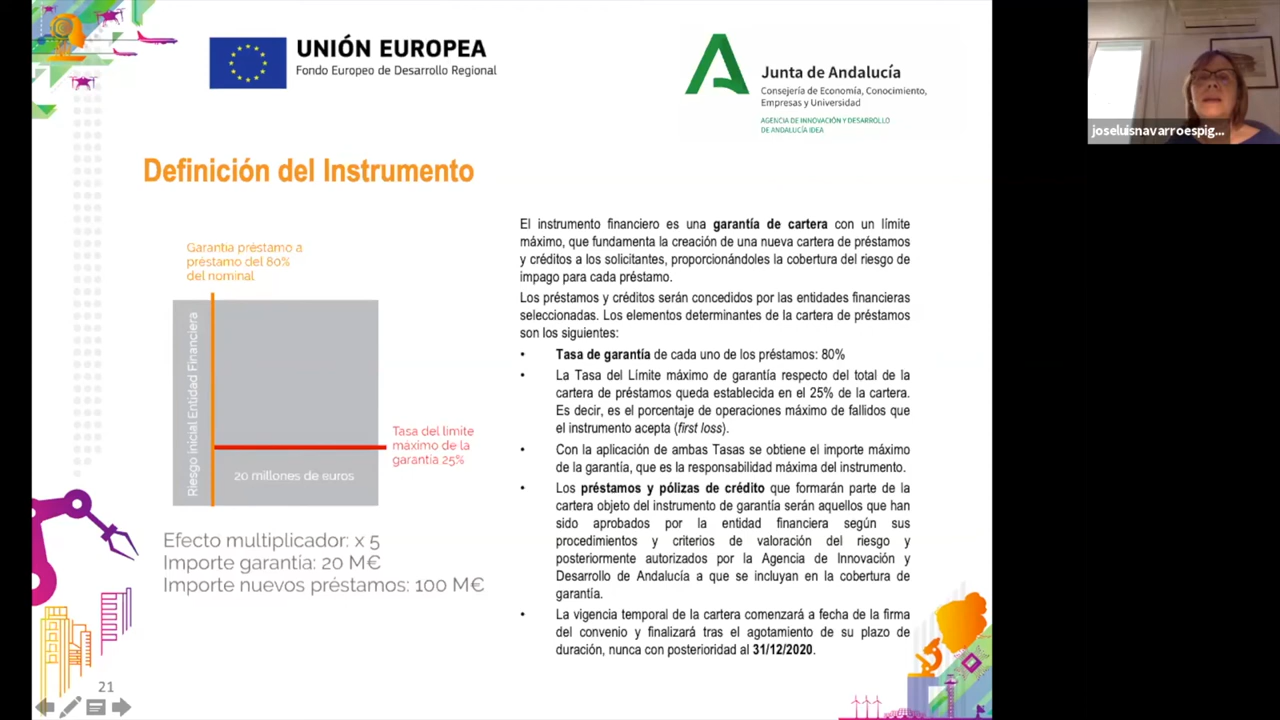 UNIÓN EUROPEA
Fondo Europeo de Desarrollo Regional
Junta de Andalucía
Consejería de Economía, Conocimiento,
Empresas y Universidad
AGENCIA DE INNOVACIÓN Y DESARROLLO
DE ANDALUCÍA IDEA
joseluisnavarroespig...
Definición del Instrumento
Garantía préstamo a
préstamo del 80%
del nominal
Riesgo inicial Entidad Financiera
20 millones de euros
Tasa del límite
máximo de la
garantía 25%
Efecto multiplicador: x 5
Importe garantía: 20 M€
Importe nuevos préstamos: 100 M€
El instrumento financiero es una garantía de cartera con un límite
máximo, que fundamenta la creación de una nueva cartera de préstamos
y créditos a los solicitantes, proporcionándoles la cobertura del riesgo de
impago para cada préstamo.
Los préstamos y créditos serán concedidos por las entidades financieras
seleccionadas. Los elementos determinantes de la cartera de préstamos
son los siguientes:
• Tasa de garantía de cada uno de los préstamos: 80%
• La Tasa del Límite máximo de garantía respecto del total de la
cartera de préstamos queda establecida en el 25% de la cartera.
Es decir, es el porcentaje de operaciones máximo de fallidos que
el instrumento acepta (first loss).
• Con la aplicación de ambas Tasas se obtiene el importe máximo
de la garantía, que es la responsabilidad máxima del instrumento.
• Los préstamos y pólizas de crédito que formarán parte de la
cartera objeto del instrumento de garantía serán aquellos que han
sido aprobados por la entidad financiera según sus
procedimientos y criterios de valoración del riesgo y
posteriormente autorizados por la Agencia de Innovación y
Desarrollo de Andalucía a que se incluyan en la cobertura de
garantía.
• La vigencia temporal de la cartera comenzará a fecha de la firma
del convenio y finalizará tras el agotamiento de su plazo de
duración, nunca con posterioridad al 31/12/2020.
21